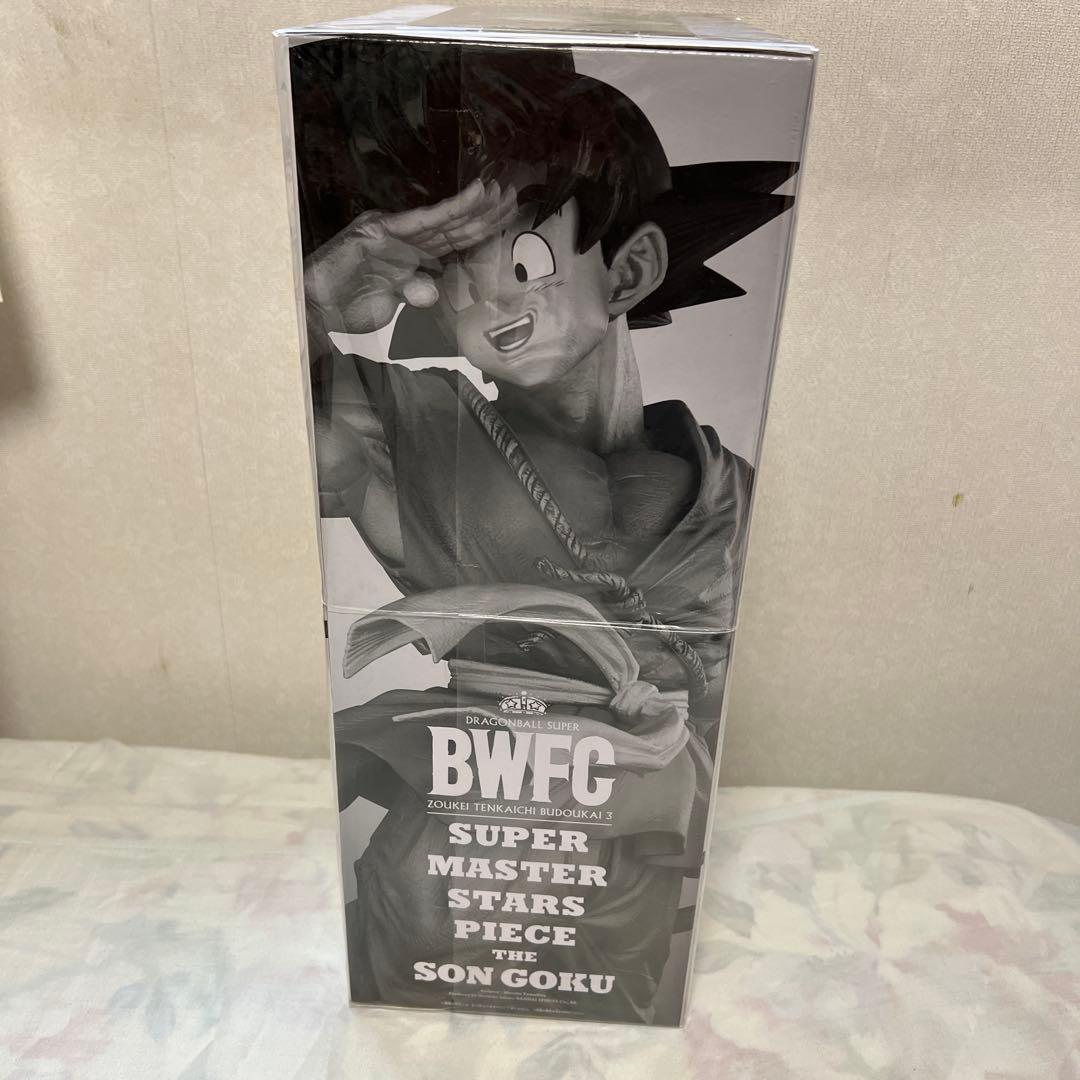 DRAGONBALL SUPER
BWFC
ZOUKEI TENKAICHI BUDOUKAI 3
SUPER
MASTER
STARS
PIECE
THE
SON GOKU